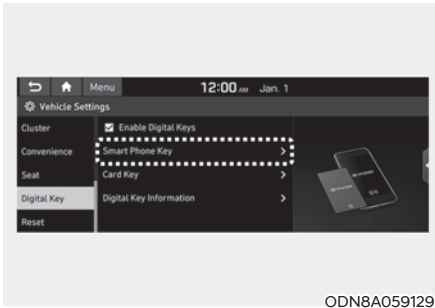 Menu 12:00 AM Jan. 1
Vehicle Settings
Cluster
Enable Digital Keys
Convenience
Smart Phone Key
Seat
Card Key
Digital Key
Digital Key Information
Reset
ODN8A059129